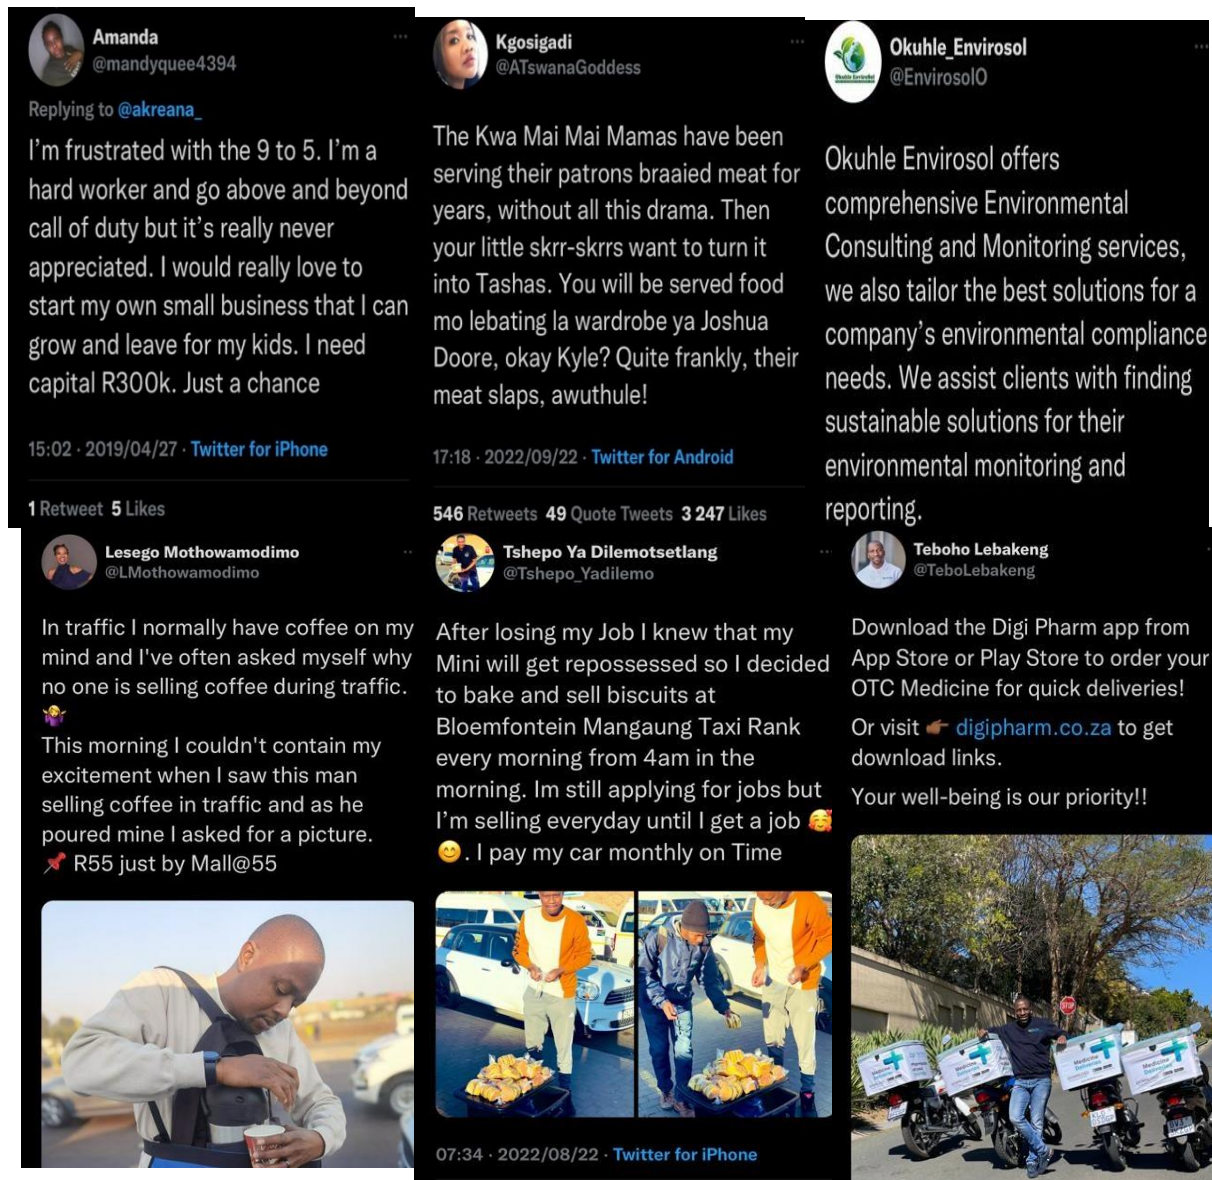 Amanda
@mandyquee4394
Replying to @akreana_
I'm frustrated with the 9 to 5. I'm a
hard worker and go above and beyond
call of duty but it's really never
appreciated. I would really love to
start my own small business that I can
grow and leave for my kids. I need
capital R300k. Just a chance
15:02 · 2019/04/27 · Twitter for iPhone
1 Retweet 5 Likes
Kgosigadi
@ATswanaGoddess
The Kwa Mai Mai Mamas have been
serving their patrons braaied meat for
years, without all this drama. Then
your little skrr-skrrs want to turn it
into Tashas. You will be served food
mo lebating la wardrobe ya Joshua
Doore, okay Kyle? Quite frankly, their
meat slaps, awuthule!
17:18 · 2022/09/22 · Twitter for Android
546 Retweets 49 Quote Tweets 3 247 Likes
Okuhle_Envirosol
@EnvirosolO
Okuhle Envirosol offers
comprehensive Environmental
Consulting and Monitoring services,
we also tailor the best solutions for a
company's environmental compliance
needs. We assist clients with finding
sustainable solutions for their
environmental monitoring and
reporting.
Lesego Mothowamodimo
@LMothowamodimo
In traffic I normally have coffee on my
mind and I've often asked myself why
no one is selling coffee during traffic.
🤷‍♀️
This morning I couldn't contain my
excitement when I saw this man
selling coffee in traffic and as he
poured mine I asked for a picture.
📌 R55 just by Mall@55
Tshepo Ya Dilemotsetlang
@Tshepo_Yadilemo
After losing my Job I knew that my
Mini will get repossessed so I decided
to bake and sell biscuits at
Bloemfontein Mangaung Taxi Rank
every morning from 4am in the
morning. Im still applying for jobs but
I'm selling everyday until I get a job 🥰
😊. I pay my car monthly on Time
07:34 · 2022/08/22 · Twitter for iPhone
Teboho Lebakeng
@TeboLebakeng
Download the Digi Pharm app from
App Store or Play Store to order your
OTC Medicine for quick deliveries!
Or visit 👉🏾 digipharm.co.za to get
download links.
Your well-being is our priority!!
STOP
Medicine
Deliveries
Medicine
Deliveries
Medicine
Deliveries